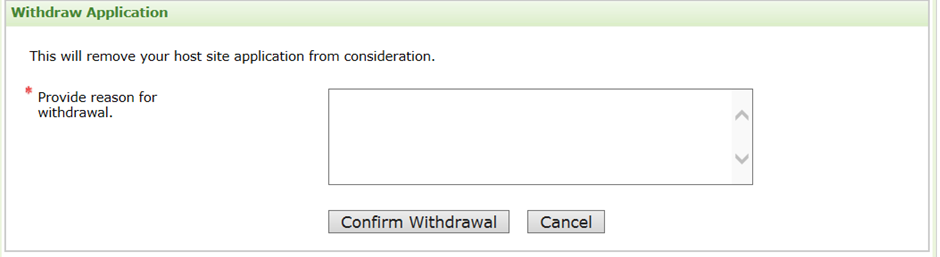 Withdraw Application
This will remove your host site application from consideration.
* Provide reason for
withdrawal.
Confirm Withdrawal Cancel